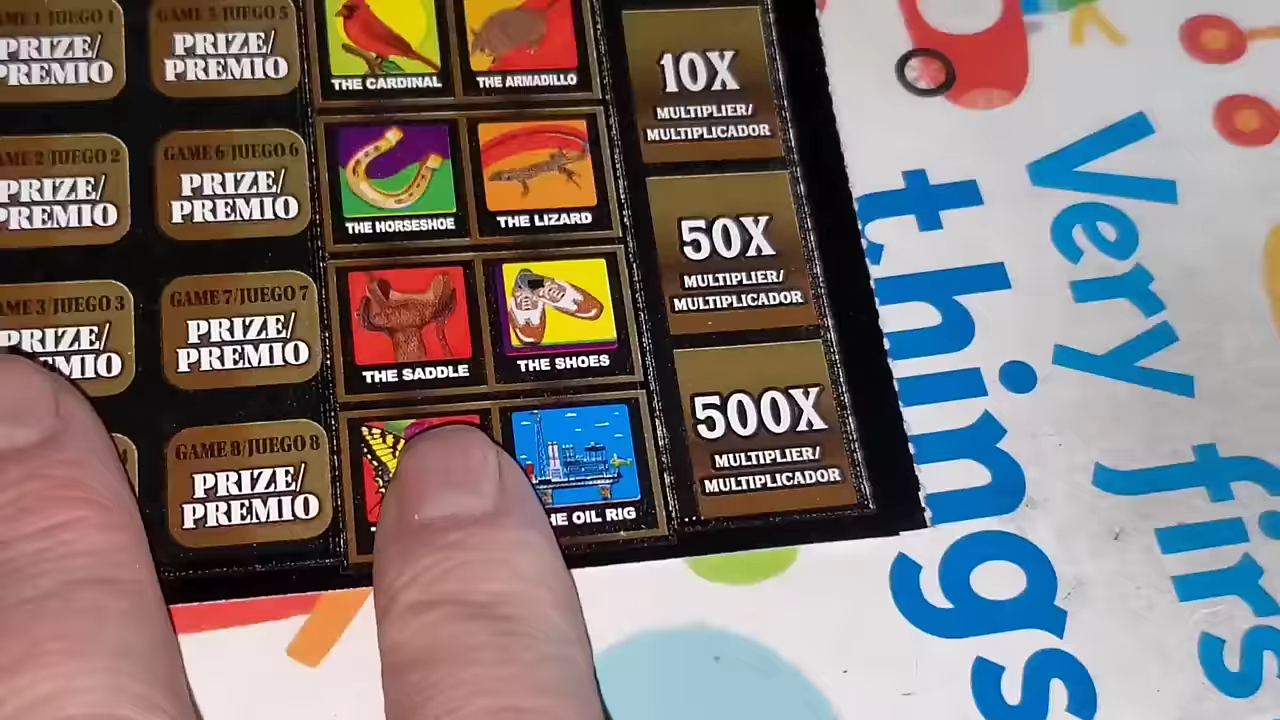 GAME 1/JUEGO 1
PRIZE/
PREMIO
GAME 5/JUEGO 5
PRIZE/
PREMIO
THE CARDINAL
THE ARMADILLO
10X
MULTIPLIER/
MULTIPLICADOR
GAME 2/JUEGO 2
PRIZE/
PREMIO
GAME 6/JUEGO 6
PRIZE/
PREMIO
THE HORSESHOE
THE LIZARD
50X
MULTIPLIER/
MULTIPLICADOR
GAME 3/JUEGO 3
PRIZE/
PREMIO
GAME 7/JUEGO 7
PRIZE/
PREMIO
THE SADDLE
THE SHOES
500X
MULTIPLIER/
MULTIPLICADOR
GAME 8/JUEGO 8
PRIZE/
PREMIO
THE OIL RIG
Very firs
things